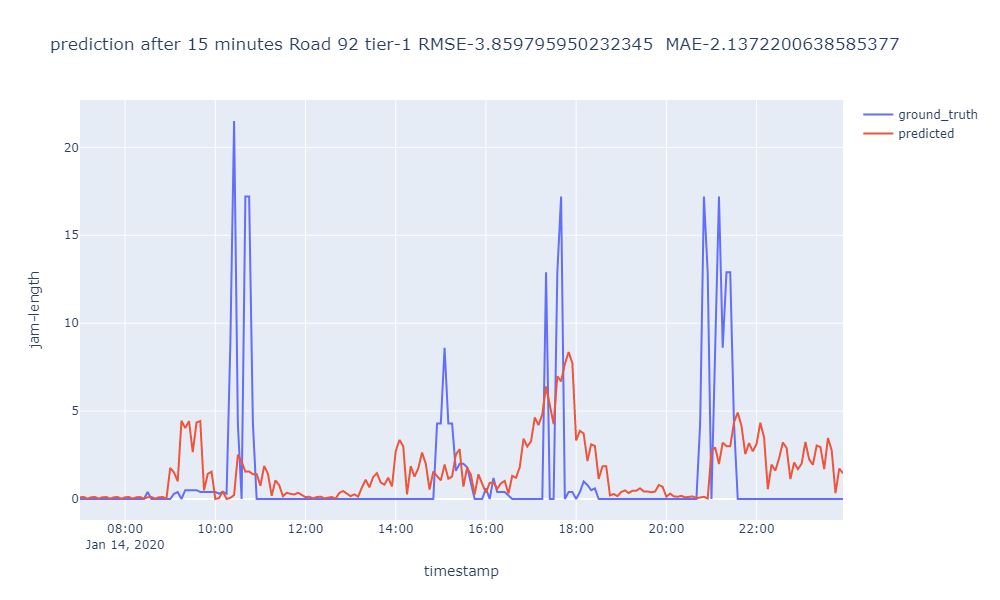 prediction after 15 minutes Road 92 tier-1 RMSE-3.859795950232345  MAE-2.1372200638585377
ground_truth
predicted
20
15
10
5
0
jam-length
08:00 10:00 12:00 14:00 16:00 18:00 20:00 22:00
Jan 14, 2020
timestamp